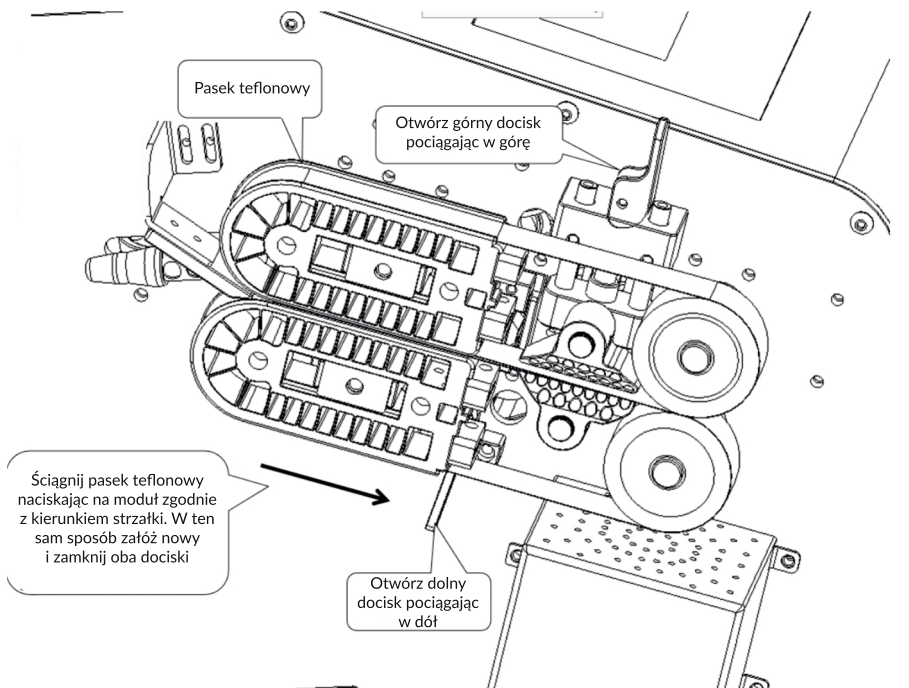 Pasek teflonowy
Otwórz górny docisk
pociągając w górę
Ściągnij pasek teflonowy
naciskając na moduł zgodnie
z kierunkiem strzałki. W ten
sam sposób załóż nowy
i zamknij oba dociski
Otwórz dolny
docisk pociągając
w dół